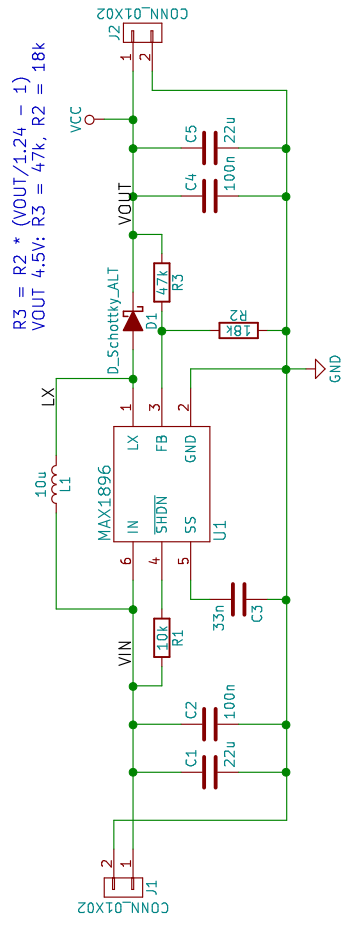 R3 = R2 * (VOUT/1.24 - 1)
VOUT 4.5V: R3 = 47k, R2 = 18k
CONN_01X02
J2
1
2
VCC
C5
22u
C4
100n
VOUT
47k
R3
D_Schottky_ALT
D1
R2
18k
GND
LX
1
3
2
LX
FB
GND
MAX1896
IN
SHDN
SS
U1
6
4
5
10u
L1
33n
C3
VIN
10k
R1
C2
100n
C1
22u
2
1
J1
CONN_01X02